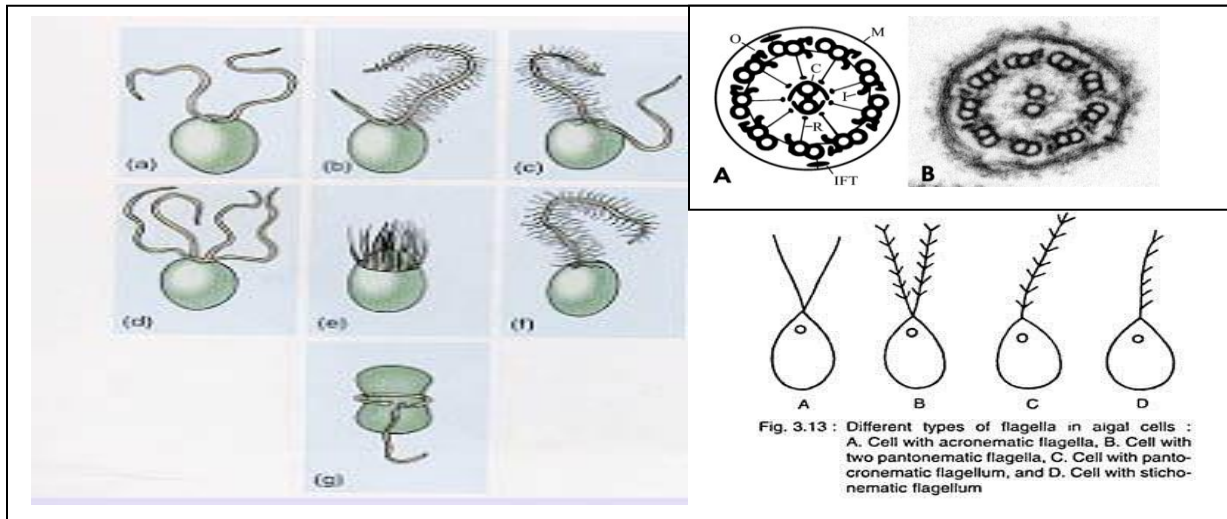 (a)
(b)
(c)
(d)
(e)
(f)
(g)
O
M
C
I
R
IFT
A
B
A B C D
Fig. 3.13 : Different types of flagella in algal cells :
A. Cell with acronematic flagella, B. Cell with
two pantonematic flagella, C. Cell with panto-
cronematic flagellum, and D. Cell with sticho-
nematic flagellum